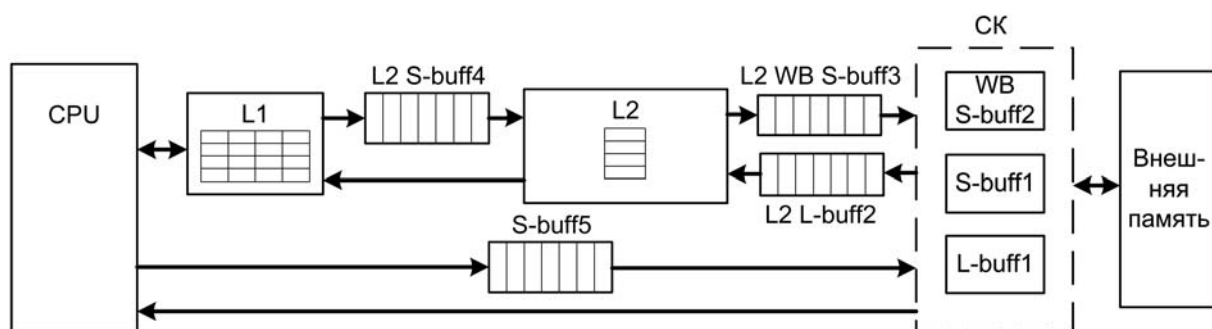 СК
CPU
L1
L2 S-buff4
L2
L2 WB S-buff3
L2 L-buff2
S-buff5
WB
S-buff2
S-buff1
L-buff1
Внеш-
няя
память